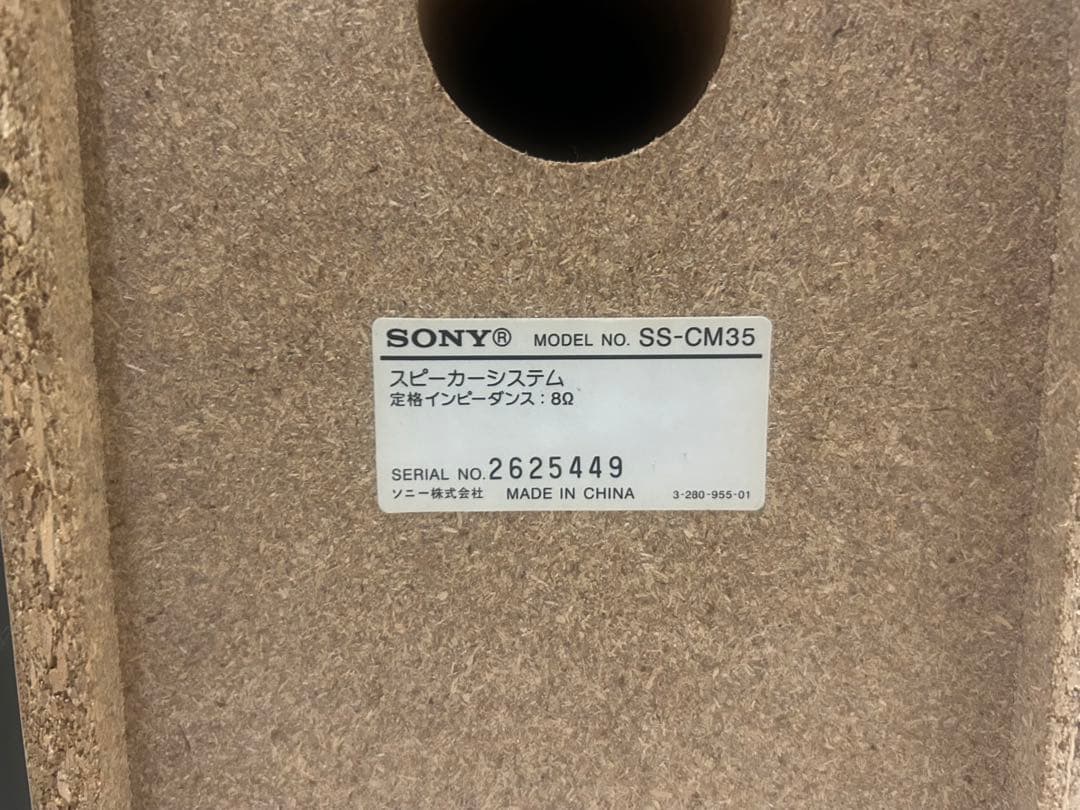 SONY® MODEL NO. SS-CM35
スピーカーシステム
定格インピーダンス：8Ω
SERIAL NO. 2625449
ソニー株式会社 MADE IN CHINA 3-280-955-01